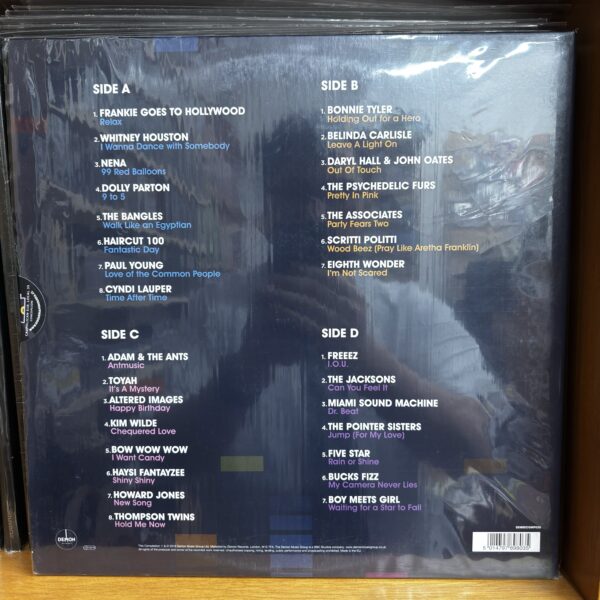 SIDE A
1. FRANKIE GOES TO HOLLYWOOD
Relax
2. WHITNEY HOUSTON
I Wanna Dance with Somebody
3. NENA
99 Red Balloons
4. DOLLY PARTON
9 to 5
5. THE BANGLES
Walk Like an Egyptian
6. HAIRCUT 100
Fantastic Day
7. PAUL YOUNG
Love of the Common People
8. CYNDI LAUPER
Time After Time
SIDE B
1. BONNIE TYLER
Holding Out for a Hero
2. BELINDA CARLISLE
Leave A Light On
3. DARYL HALL & JOHN OATES
Out Of Touch
4. THE PSYCHEDELIC FURS
Pretty In Pink
5. THE ASSOCIATES
Party Fears Two
6. SCRITTI POLITTI
Wood Beez (Pray Like Aretha Franklin)
7. EIGHTH WONDER
I'm Not Scared
SIDE C
1. ADAM & THE ANTS
Antmusic
2. TOYAH
It's A Mystery
3. ALTERED IMAGES
Happy Birthday
4. KIM WILDE
Chequered Love
5. BOW WOW WOW
I Want Candy
6. HAYSI FANTAYZEE
Shiny Shiny
7. HOWARD JONES
New Song
8. THOMPSON TWINS
Hold Me Now
SIDE D
1. FREEEZ
I.O.U.
2. THE JACKSONS
Can You Feel It
3. MIAMI SOUND MACHINE
Dr. Beat
4. THE POINTER SISTERS
Jump (For My Love)
5. FIVE STAR
Rain or Shine
6. BUCKS FIZZ
My Camera Never Lies
7. BOY MEETS GIRL
Waiting for a Star to Fall
DEMON
5 014797 898035